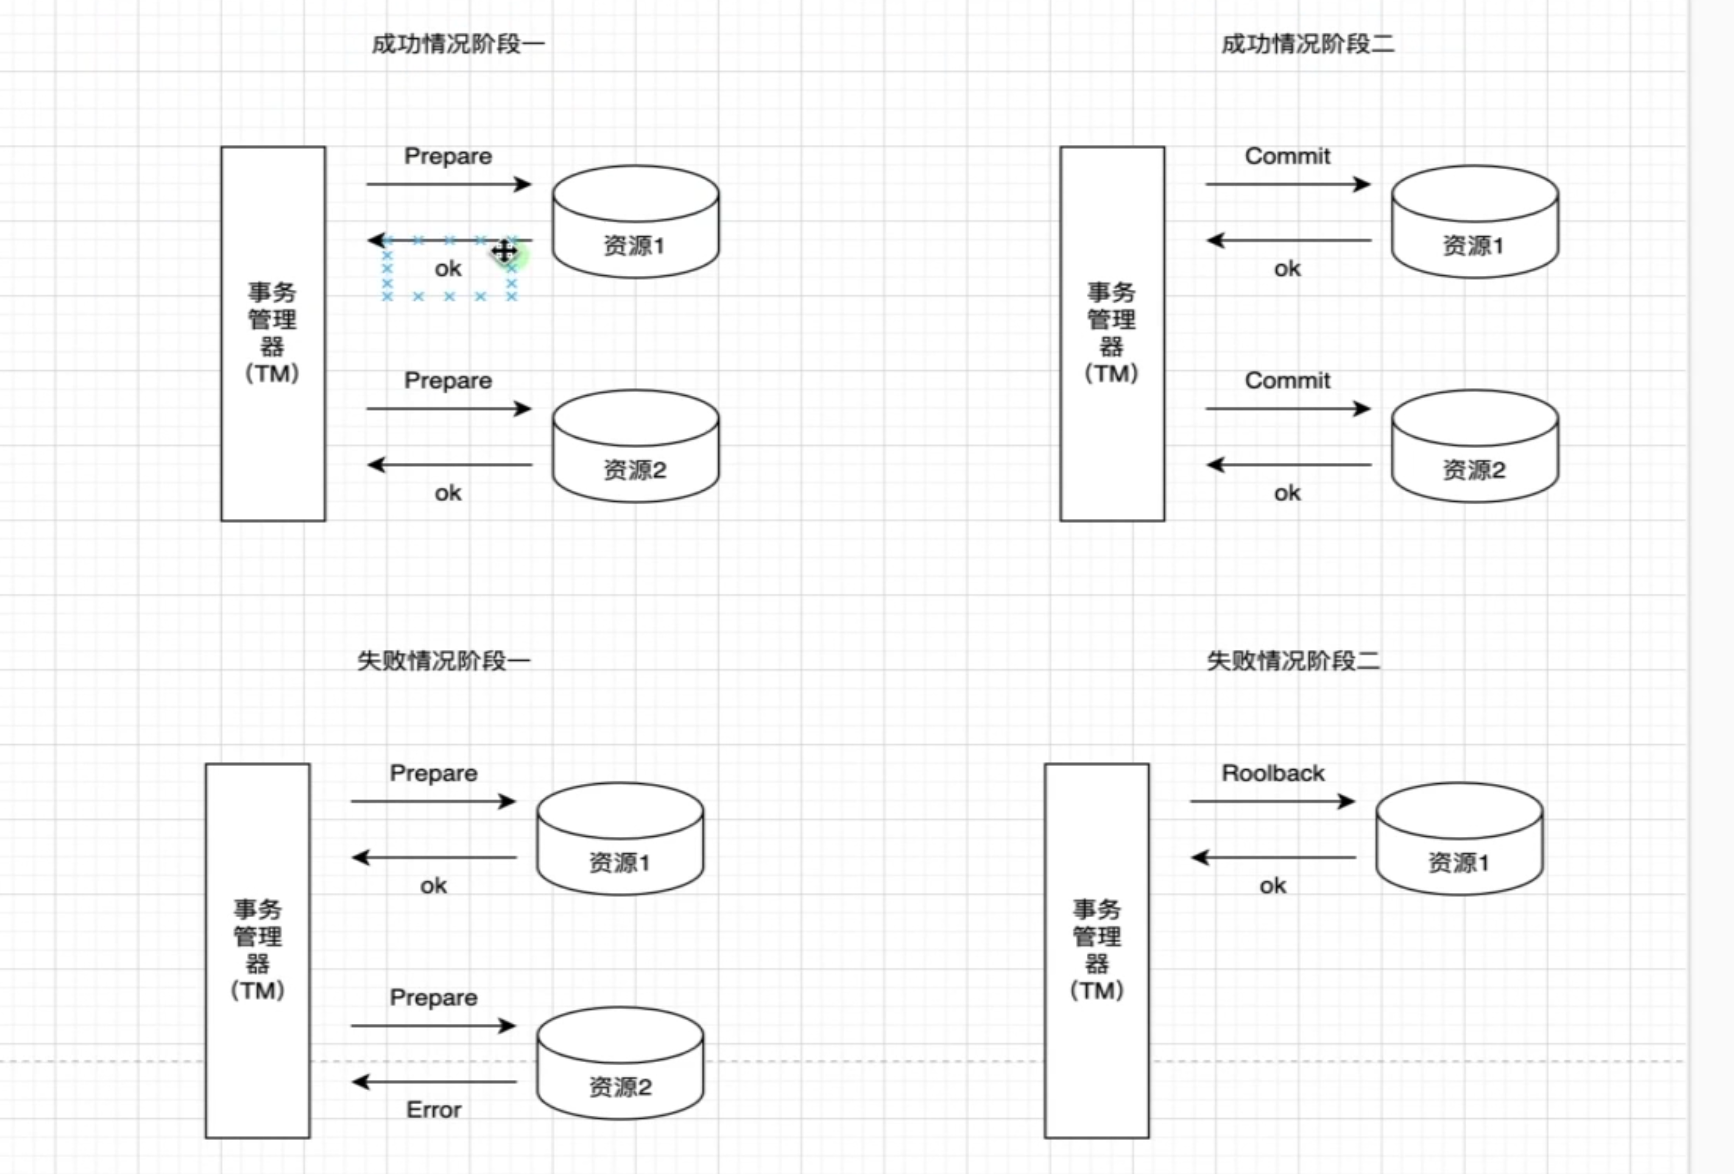 成功情况阶段一
成功情况阶段二
Prepare
ok
资源1
事务
管理
器
（TM）
Prepare
ok
资源2
Commit
ok
资源1
事务
管理
器
（TM）
Commit
ok
资源2
失败情况阶段一
失败情况阶段二
Prepare
ok
资源1
事务
管理
器
（TM）
Prepare
Error
资源2
Roolback
ok
资源1
事务
管理
器
（TM）